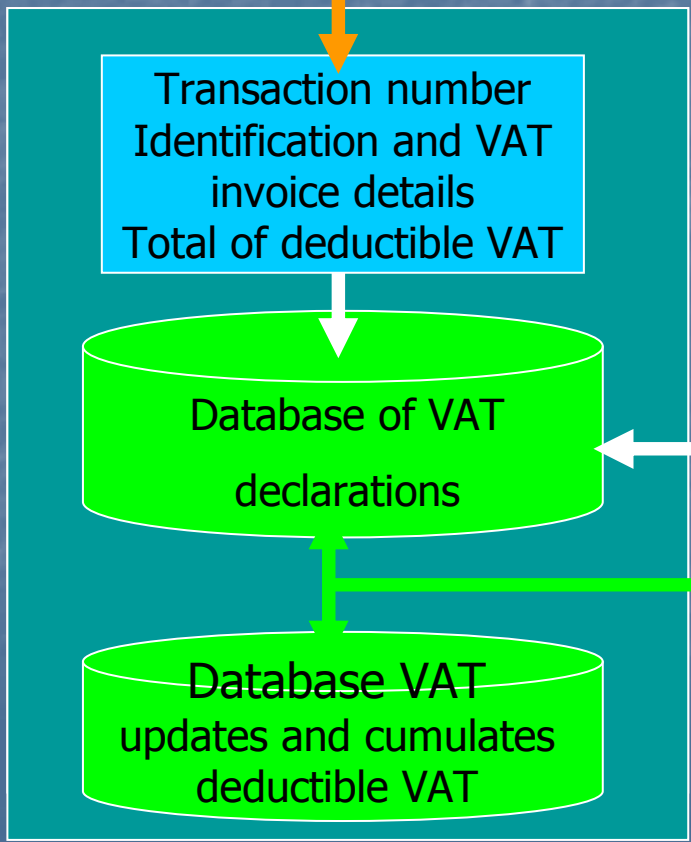 Transaction number
Identification and VAT
invoice details
Total of deductible VAT
Database of VAT
declarations
Database VAT
updates and cumulates
deductible VAT